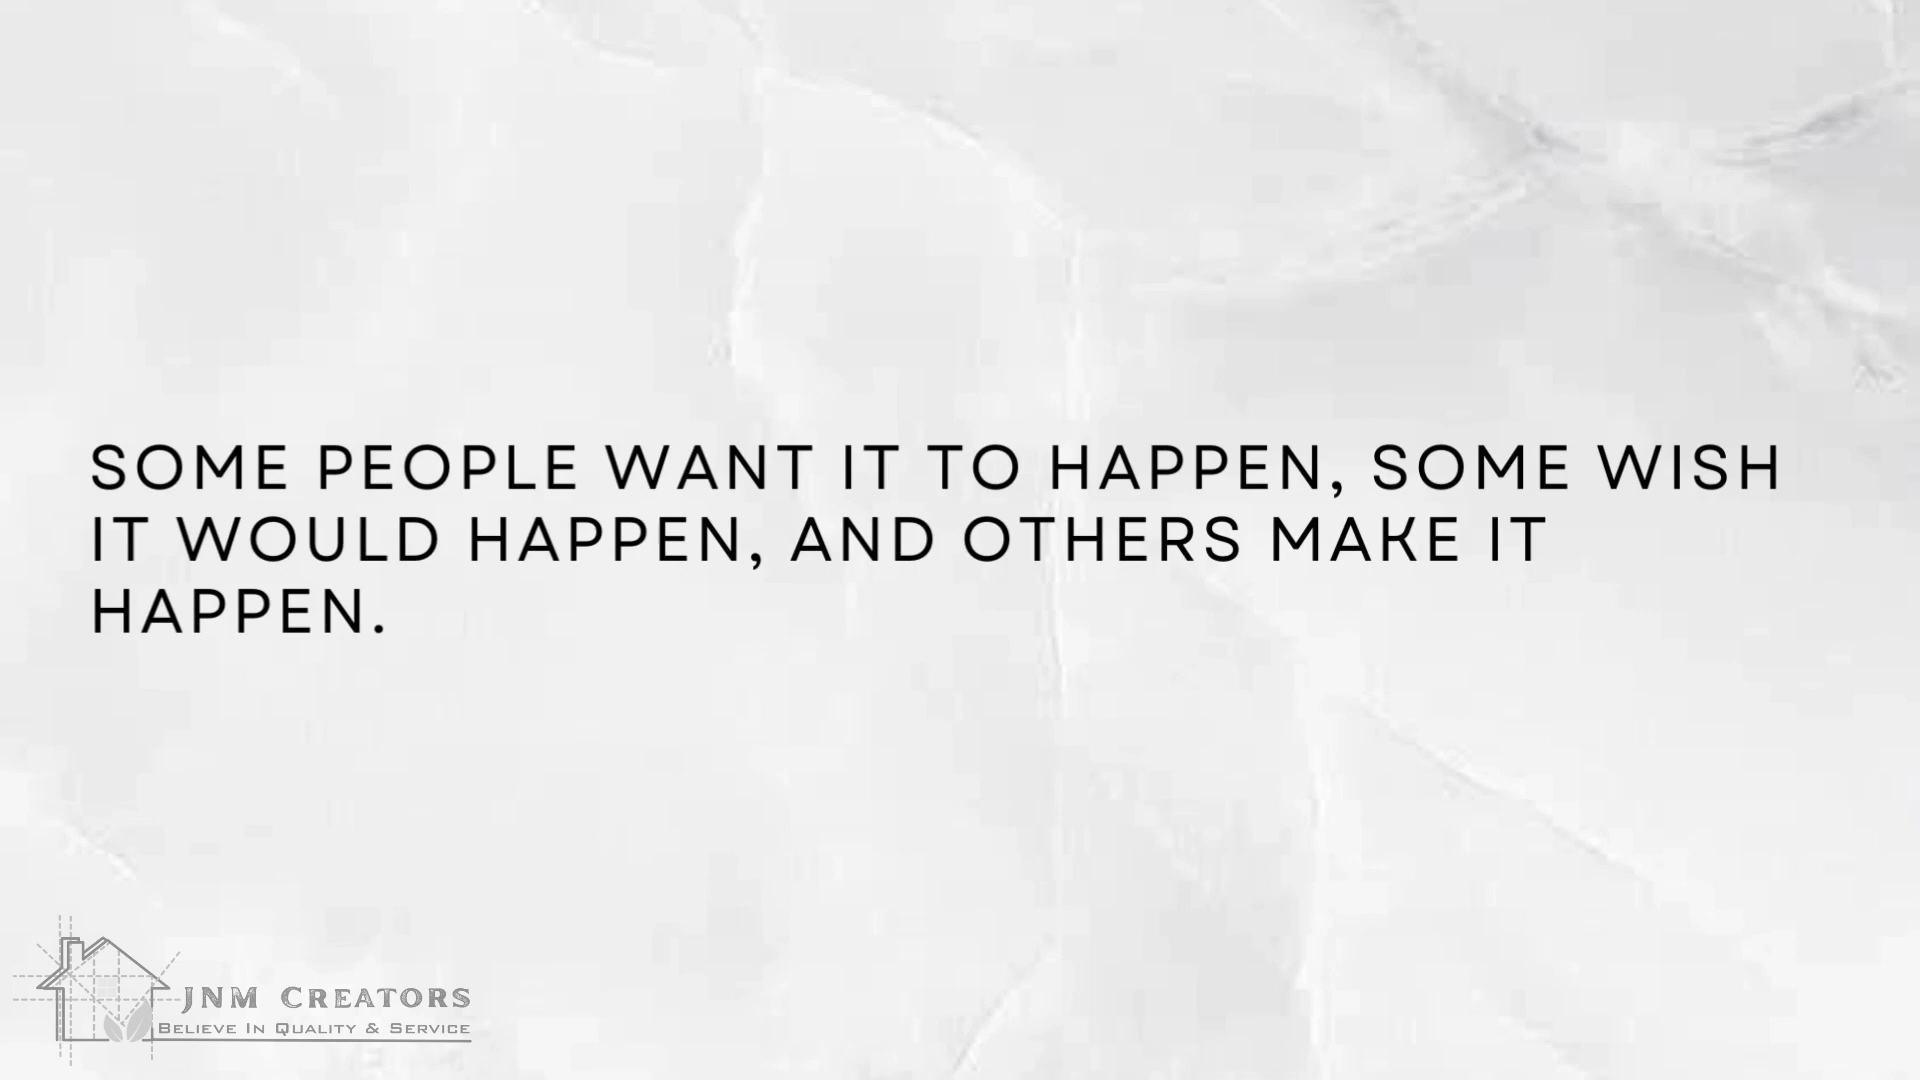 SOME PEOPLE WANT IT TO HAPPEN, SOME WISH
IT WOULD HAPPEN, AND OTHERS MAKE IT
HAPPEN.
JNM CREATORS
BELIEVE IN QUALITY & SERVICE